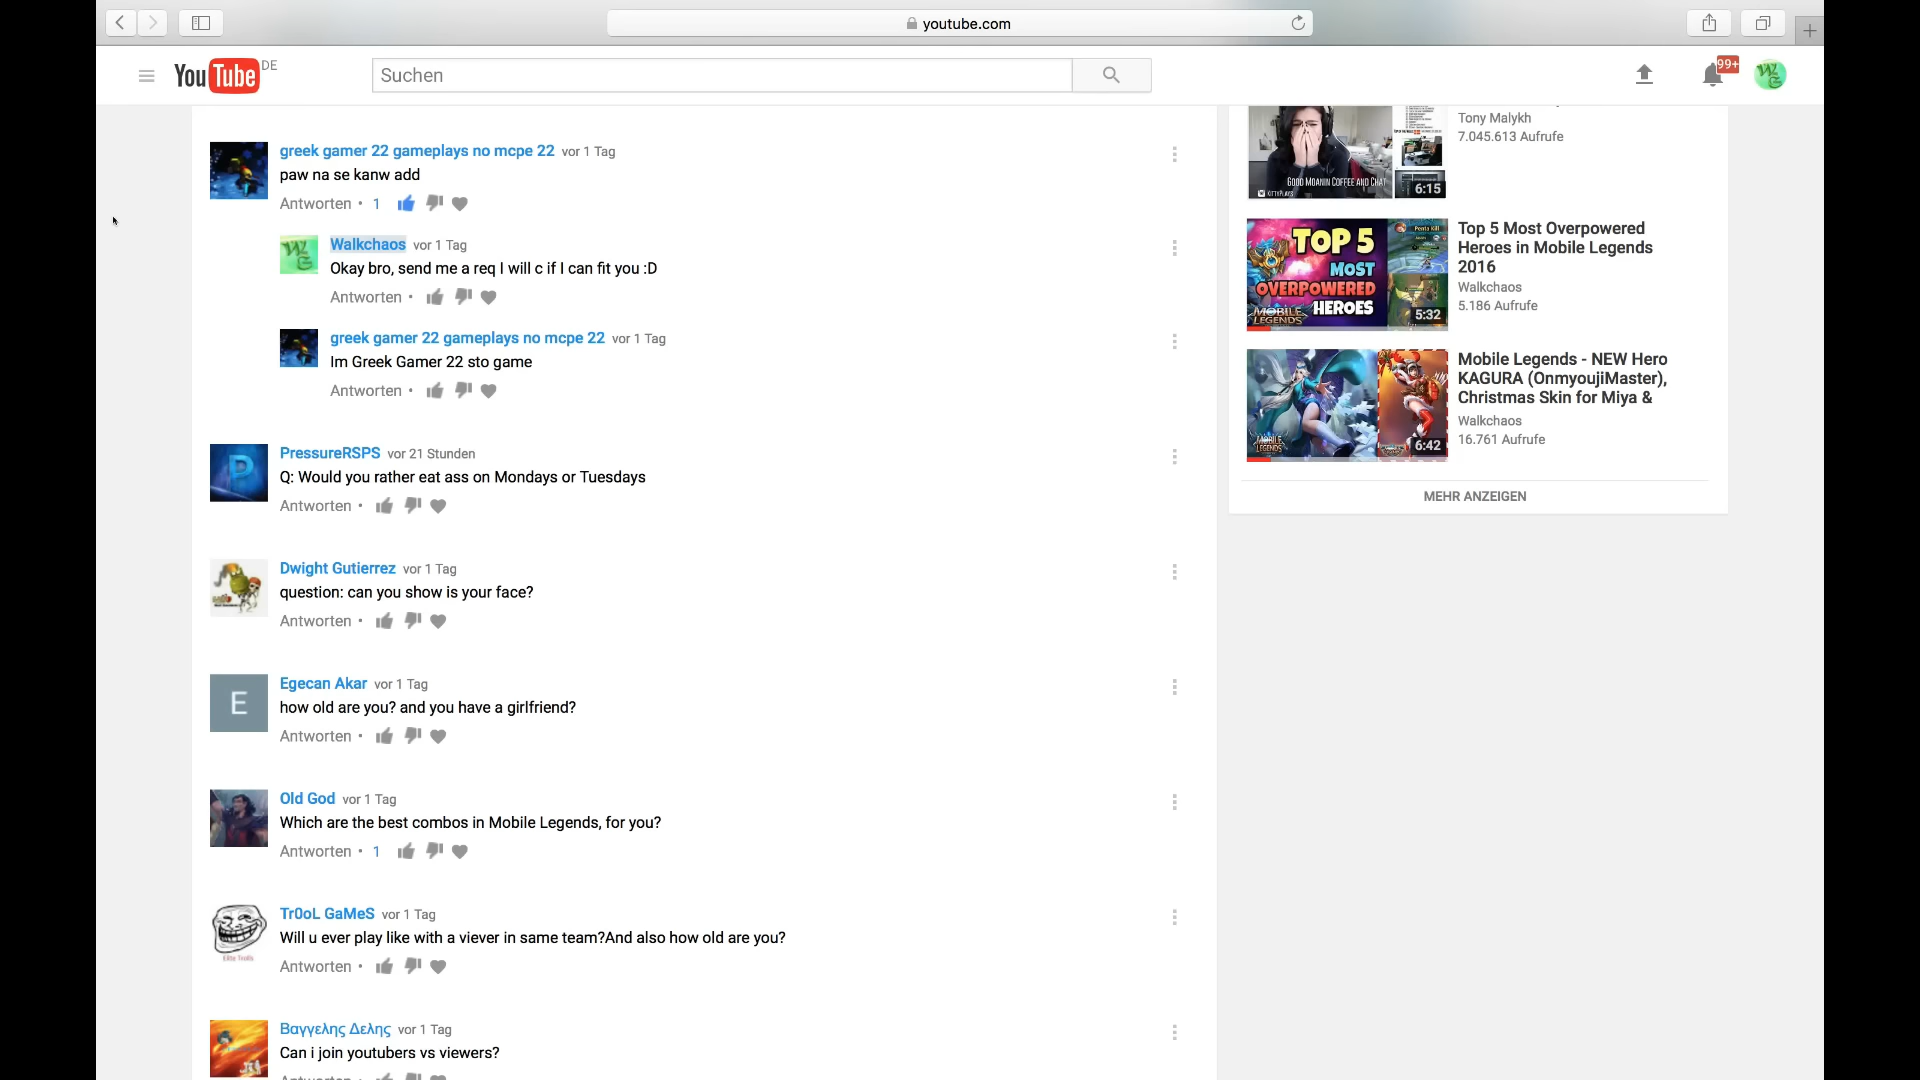 youtube.com
YouTube DE
Suchen
99+
greek gamer 22 gameplays no mcpe 22 vor 1 Tag
paw na se kanw add
Antworten • 1
Walkchaos vor 1 Tag
Okay bro, send me a req I will c if I can fit you :D
Antworten •
greek gamer 22 gameplays no mcpe 22 vor 1 Tag
Im Greek Gamer 22 sto game
Antworten •
PressureRSPS vor 21 Stunden
Q: Would you rather eat ass on Mondays or Tuesdays
Antworten •
Dwight Gutierrez vor 1 Tag
question: can you show is your face?
Antworten •
E
Egecan Akar vor 1 Tag
how old are you? and you have a girlfriend?
Antworten •
Old God vor 1 Tag
Which are the best combos in Mobile Legends, for you?
Antworten • 1
Elite Trolls
Tr0oL GaMeS vor 1 Tag
Will u ever play like with a viever in same team?And also how old are you?
Antworten •
Βαγγελης Δελης vor 1 Tag
Can i join youtubers vs viewers?
Antworten •
GOOD MOANIN COFFEE AND CHAT
KITTYPLAYS
6:15
Tony Malykh
7.045.613 Aufrufe
TOP 5
MOST
OVERPOWERED
HEROES
MOBILE
LEGENDS
Penta Kill
5:32
Top 5 Most Overpowered
Heroes in Mobile Legends
2016
Walkchaos
5.186 Aufrufe
MOBILE
LEGENDS
6:42
Mobile Legends - NEW Hero
KAGURA (OnmyoujiMaster),
Christmas Skin for Miya &
Walkchaos
16.761 Aufrufe
MEHR ANZEIGEN